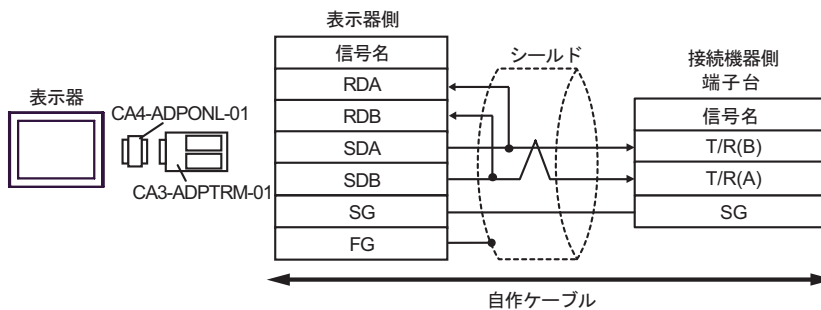 表示器
CA4-ADPONL-01
CA3-ADPTRM-01
表示器側
信号名
RDA
RDB
SDA
SDB
SG
FG
シールド
接続機器側
端子台
信号名
T/R(B)
T/R(A)
SG
自作ケーブル